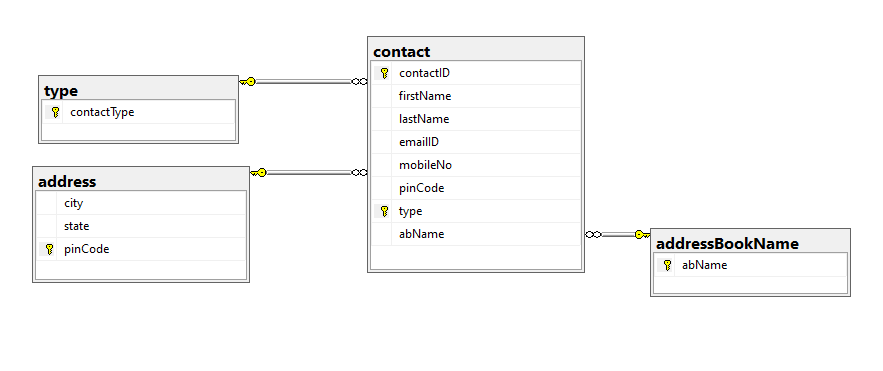 type
contactType
address
city
state
pinCode
contact
contactID
firstName
lastName
emailID
mobileNo
pinCode
type
abName
addressBookName
abName